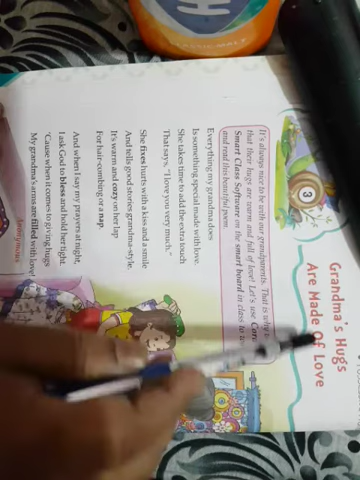 H
CLASSIC MALT
3
Grandma's Hugs
Are Made Of Love
It's always nice to be with our grandparents. That is why
that their hugs are warm and full of love! Let's use
Smart Class Software on the smart board in class to
and read this beautiful poem.
Everything my grandma does
Is something special made with love.
She takes time to add the extra touch
That says, "I love you very much."
She fixes hurts with a kiss and a smile
And tells good stories grandma-style.
It's warm and cozy on her lap
For hair-combing or a nap.
And when I say my prayers at night,
I ask God to bless and hold her tight.
'Cause when it comes to giving hugs
My grandma's arms are filled with love!
Anonymous